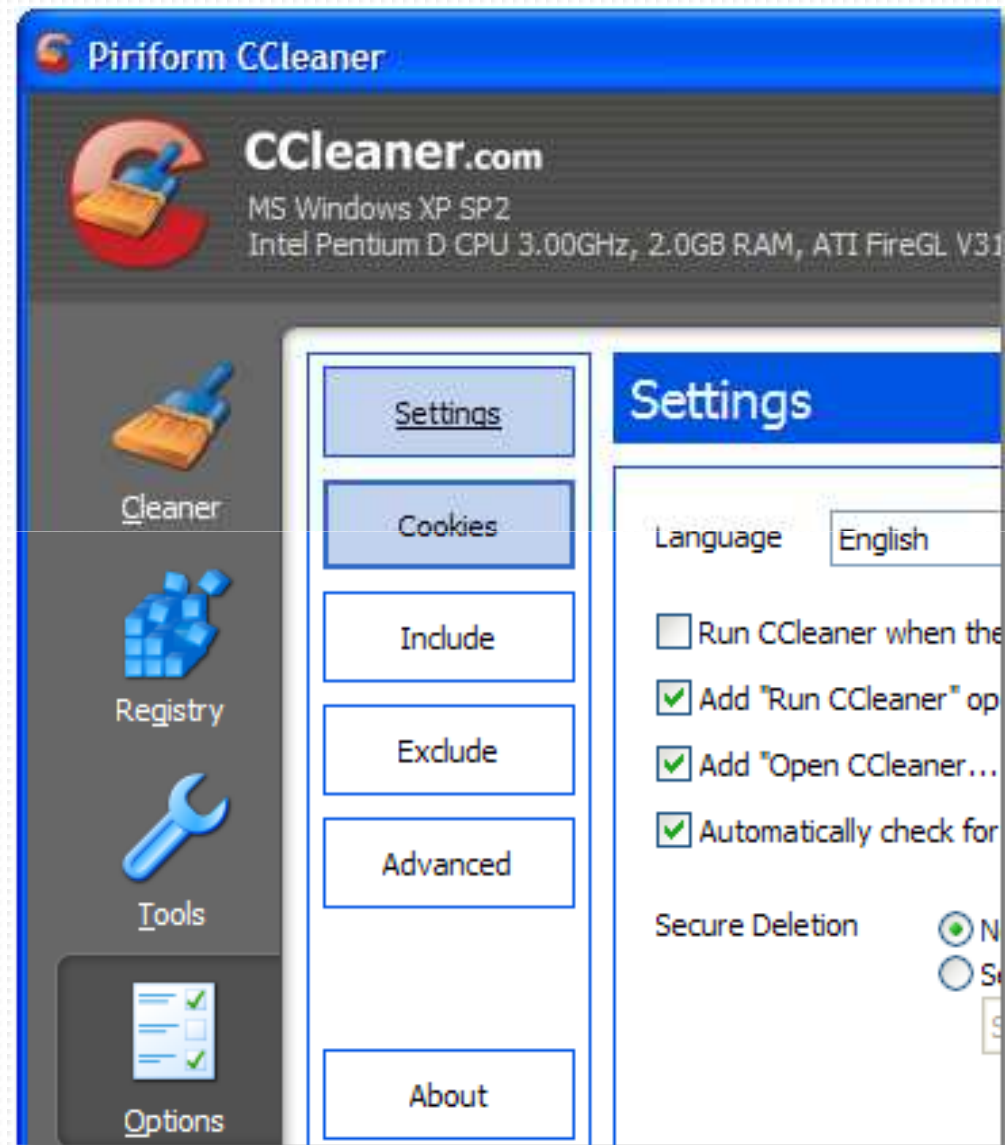 Piriform CCleaner
CCleaner.com
MS Windows XP SP2
Intel Pentium D CPU 3.00GHz, 2.0GB RAM, ATI FireGL V31
Cleaner
Registry
Tools
Options
Settings
Cookies
Include
Exclude
Advanced
About
Settings
Language English
Run CCleaner when the
Add "Run CCleaner" op
Add "Open CCleaner...
Automatically check for
Secure Deletion